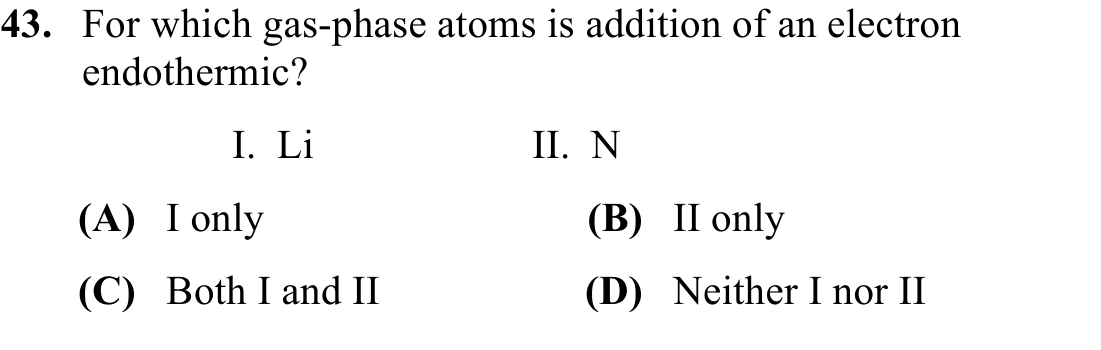 43. For which gas-phase atoms is addition of an electron
endothermic?
I. Li II. N
(A) I only (B) II only
(C) Both I and II (D) Neither I nor II